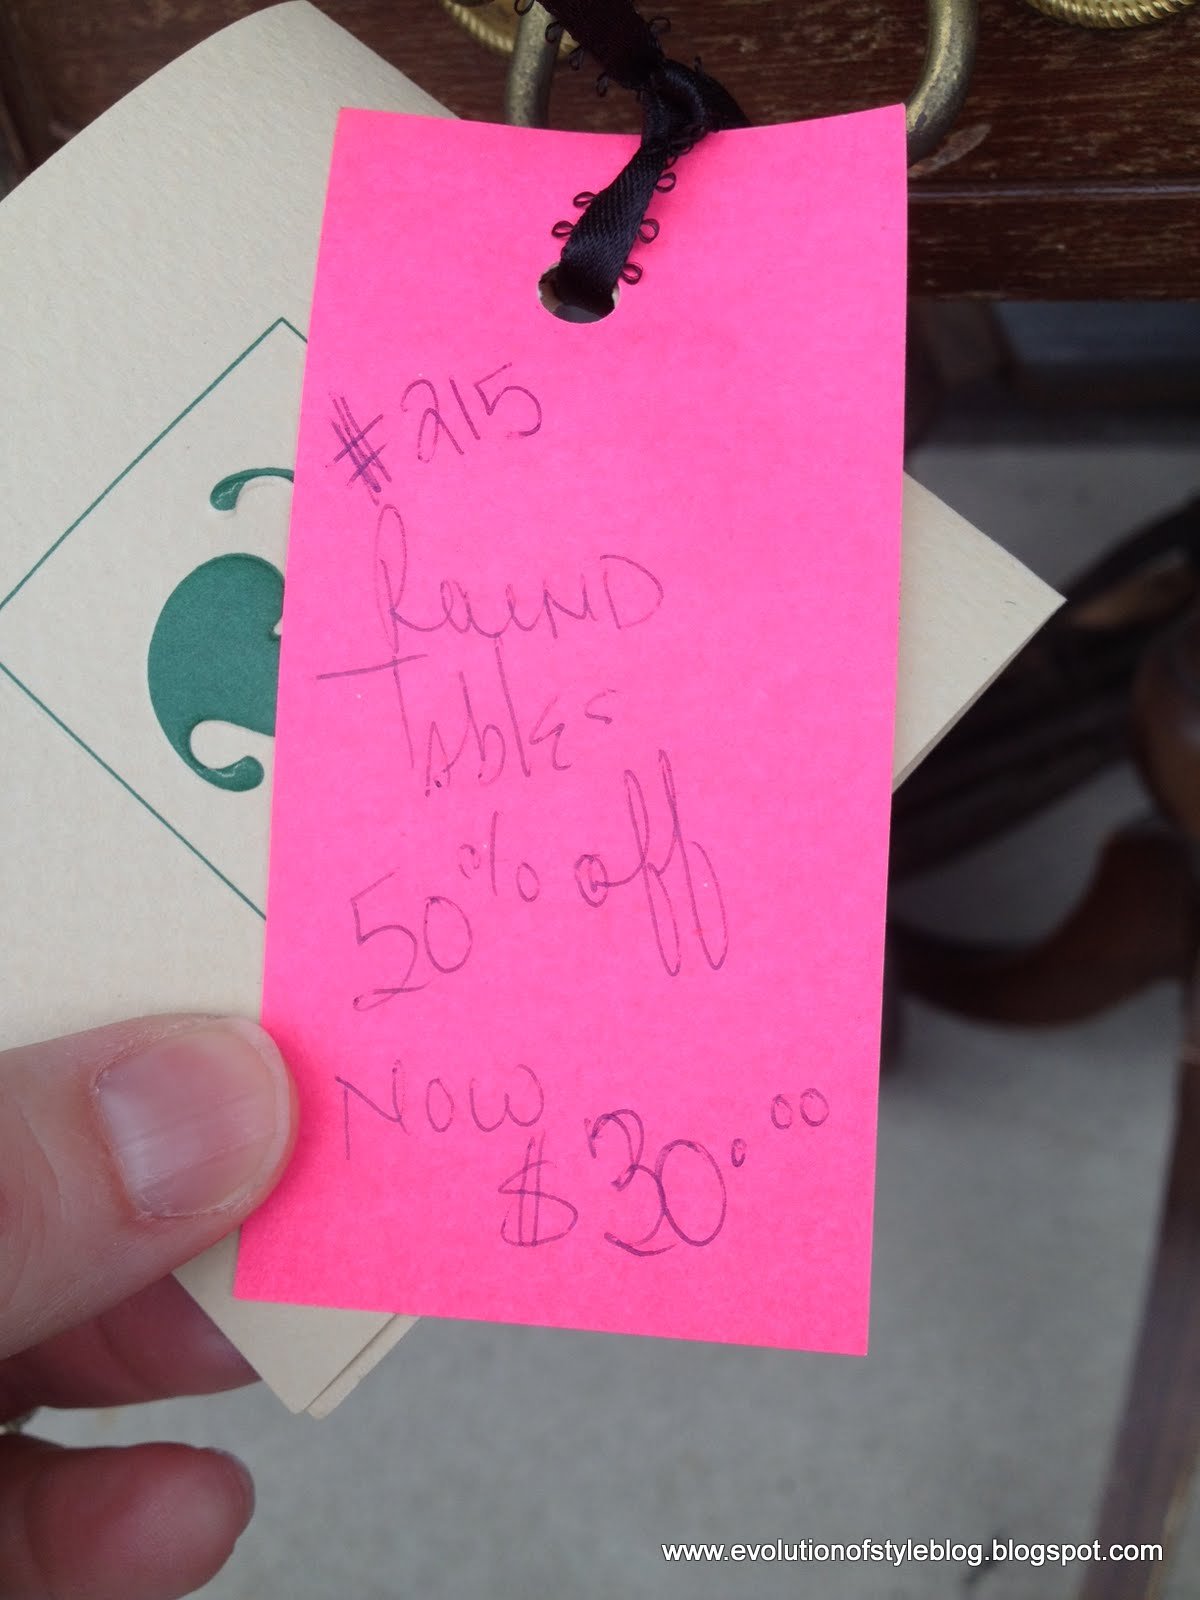 #215
Round
Tables
50% off
Now
$30.00
www.evolutionofstyleblog.blogspot.com